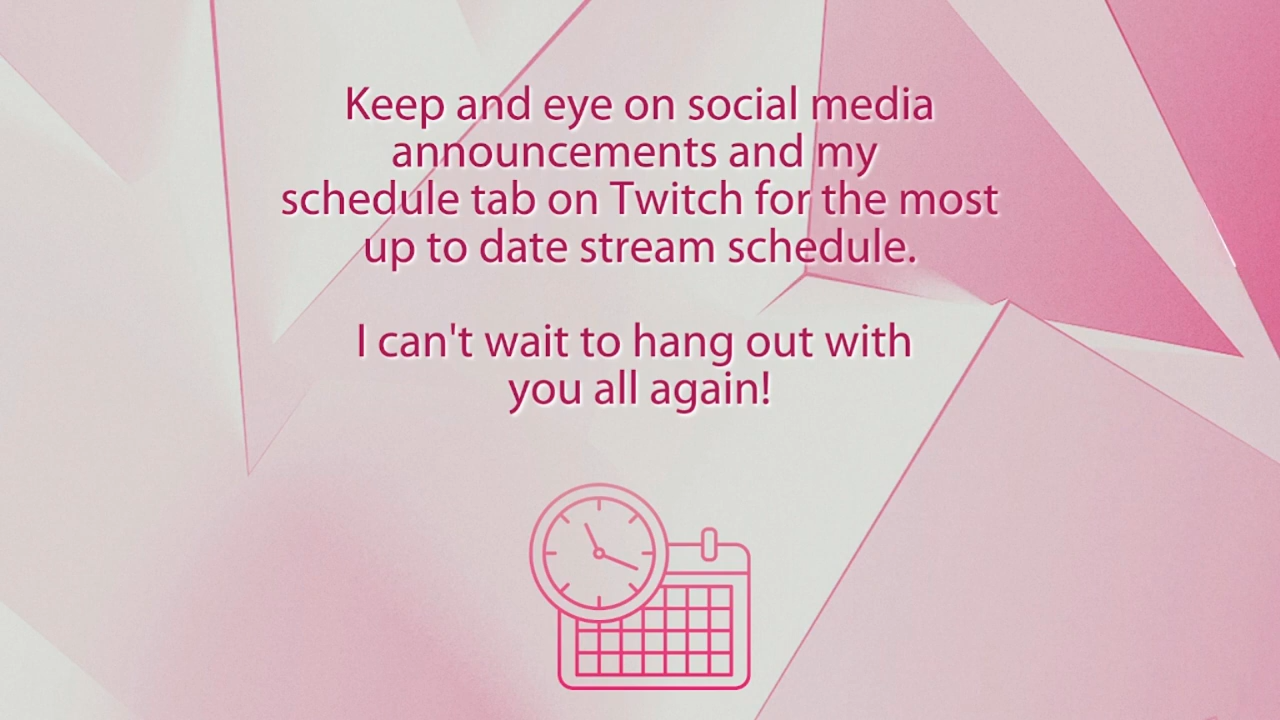 Keep and eye on social media
announcements and my
schedule tab on Twitch for the most
up to date stream schedule.
I can't wait to hang out with
you all again!